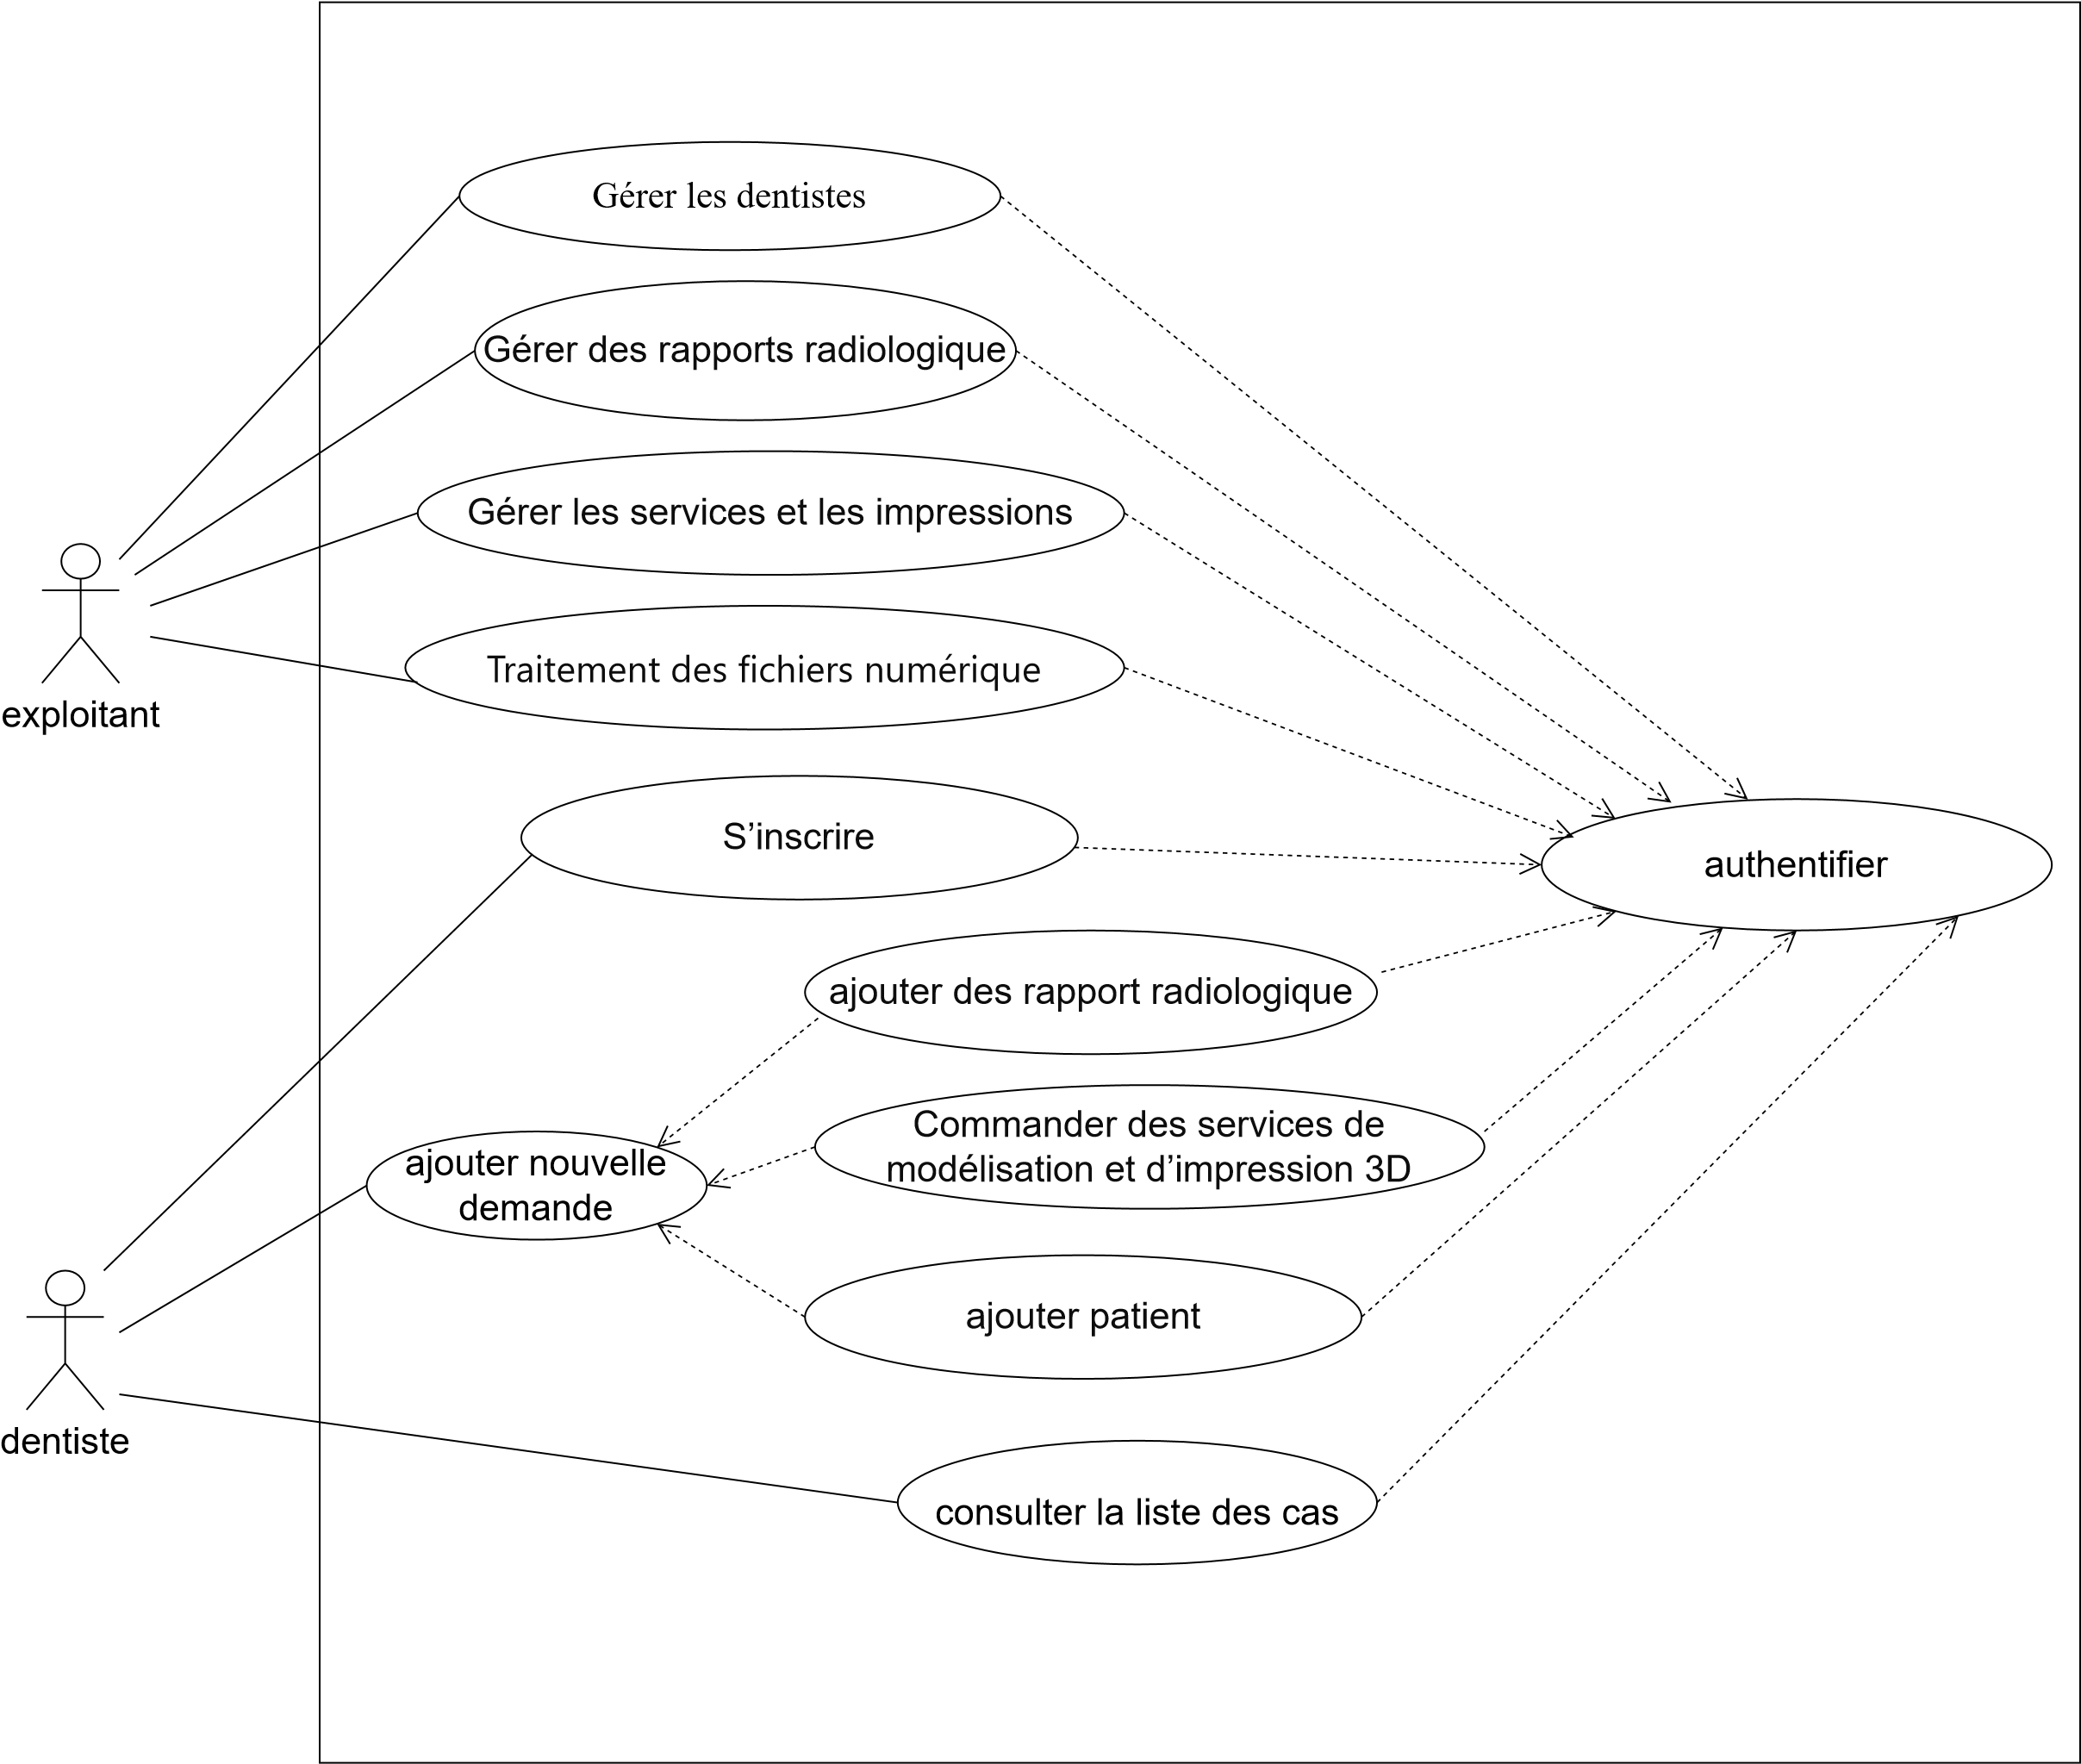 Gérer les dentistes
Gérer des rapports radiologique
Gérer les services et les impressions
Traitement des fichiers numérique
exploitant
S'inscrire
authentifier
ajouter des rapport radiologique
Commander des services de
modélisation et d'impression 3D
ajouter nouvelle
demande
ajouter patient
dentiste
consulter la liste des cas